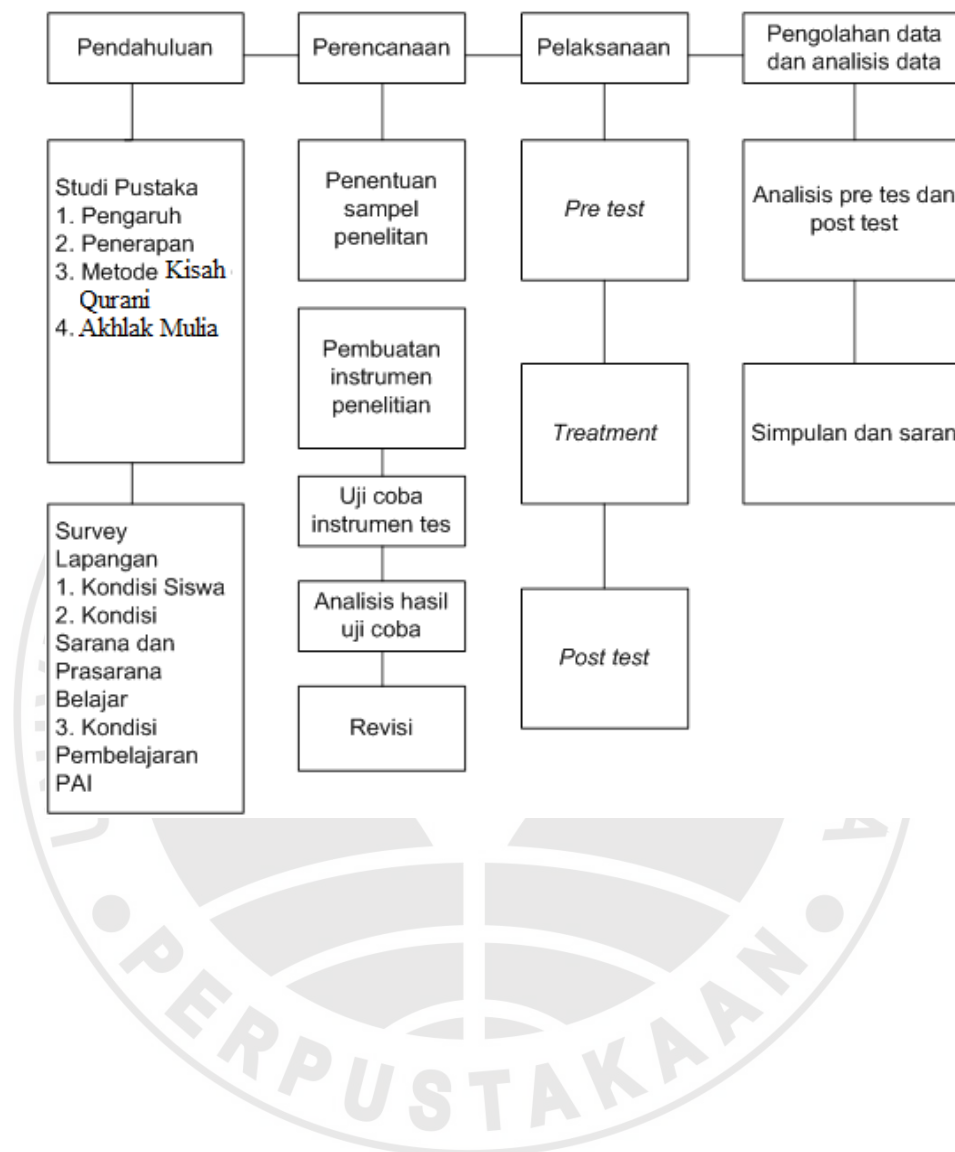 Pendahuluan
Perencanaan
Pelaksanaan
Pengolahan data
dan analisis data
Studi Pustaka
1. Pengaruh
2. Penerapan
3. Metode Kisah
Qurani
4. Akhlak Mulia
Survey
Lapangan
1. Kondisi Siswa
2. Kondisi
Sarana dan
Prasarana
Belajar
3. Kondisi
Pembelajaran
PAI
Penentuan
sampel
penelitan
Pembuatan
instrumen
penelitian
Uji coba
instrumen tes
Analisis hasil
uji coba
Revisi
Pre test
Treatment
Post test
Analisis pre tes dan
post test
Simpulan dan saran
PERPUSTAKAAN